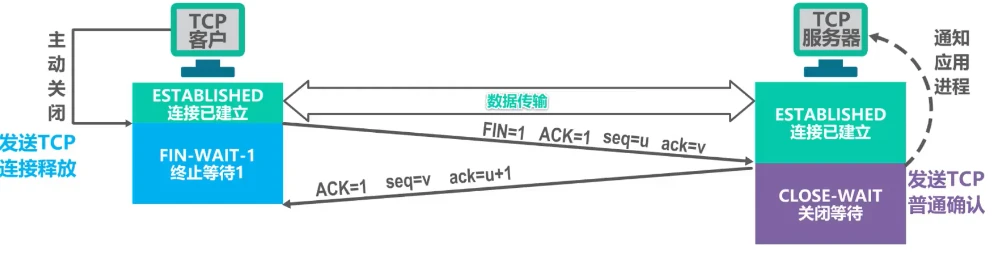 TCP
客户
TCP
服务器
主动关闭
通知应用进程
ESTABLISHED
连接已建立
数据传输
ESTABLISHED
连接已建立
发送TCP
连接释放
FIN-WAIT-1
终止等待1
FIN=1 ACK=1 seq=u ack=v
ACK=1 seq=v ack=u+1
CLOSE-WAIT
关闭等待
发送TCP
普通确认